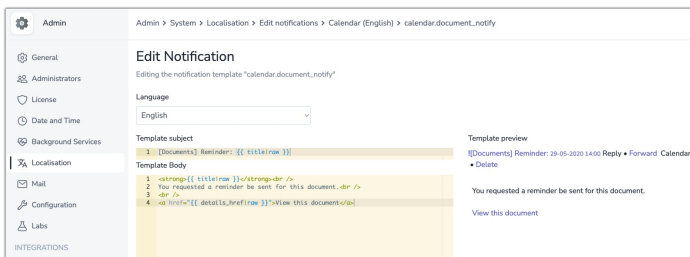 Admin
Admin > System > Localisation > Edit notifications > Calendar (English) > calendar.document_notify
General
Administrators
License
Date and Time
Background Services
Localisation
Mail
Configuration
Labs
INTEGRATIONS
Edit Notification
Editing the notification template "calendar.document_notify"
Language
English
Template subject
1 [Documents] Reminder: {{ title|raw }}
Template Body
1 <strong>{{ title|raw }}</strong><br />
2 You requested a reminder be sent for this document.<br />
3 <br />
4 <a href="{{ details_href|raw }}">View this document</a>
Template preview
![Documents] Reminder: 29-05-2020 14:00 Reply • Forward Calendar
• Delete
You requested a reminder be sent for this document.
View this document